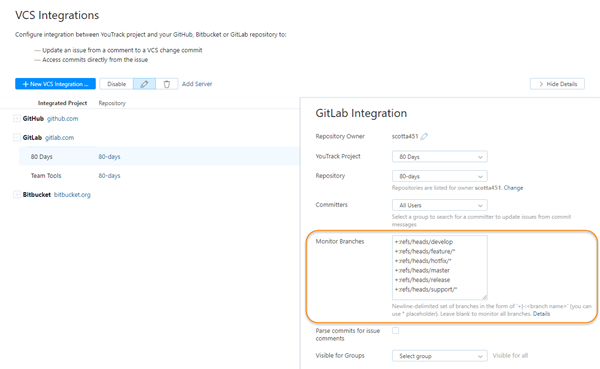 VCS Integrations
Configure integration between YouTrack project and your GitHub, Bitbucket or GitLab repository to:
— Update an issue from a comment to a VCS change commit
— Access commits directly from the issue
+ New VCS Integration ...
Disable
Add Server
> Hide Details
Integrated Project
Repository
GitHub github.com
GitLab gitlab.com
80 Days
80-days
Team Tools
80-days
Bitbucket bitbucket.org
GitLab Integration
Repository Owner
scotta451
YouTrack Project
80 Days
Repository
80-days
Repositories are listed for owner scotta451. Change
Committers
All Users
Select a group to search for a committer to update issues from commit
messages
Monitor Branches
+:refs/heads/develop
+:refs/heads/feature/*
+:refs/heads/hotfix/*
+:refs/heads/master
+:refs/heads/release
+:refs/heads/support/*
Newline-delimited set of branches in the form of '+|-:<branch name>' (you can
use * placeholder). Leave blank to monitor all branches. Details
Parse commits for issue
comments
Visible for Groups
Select group
Visible for all